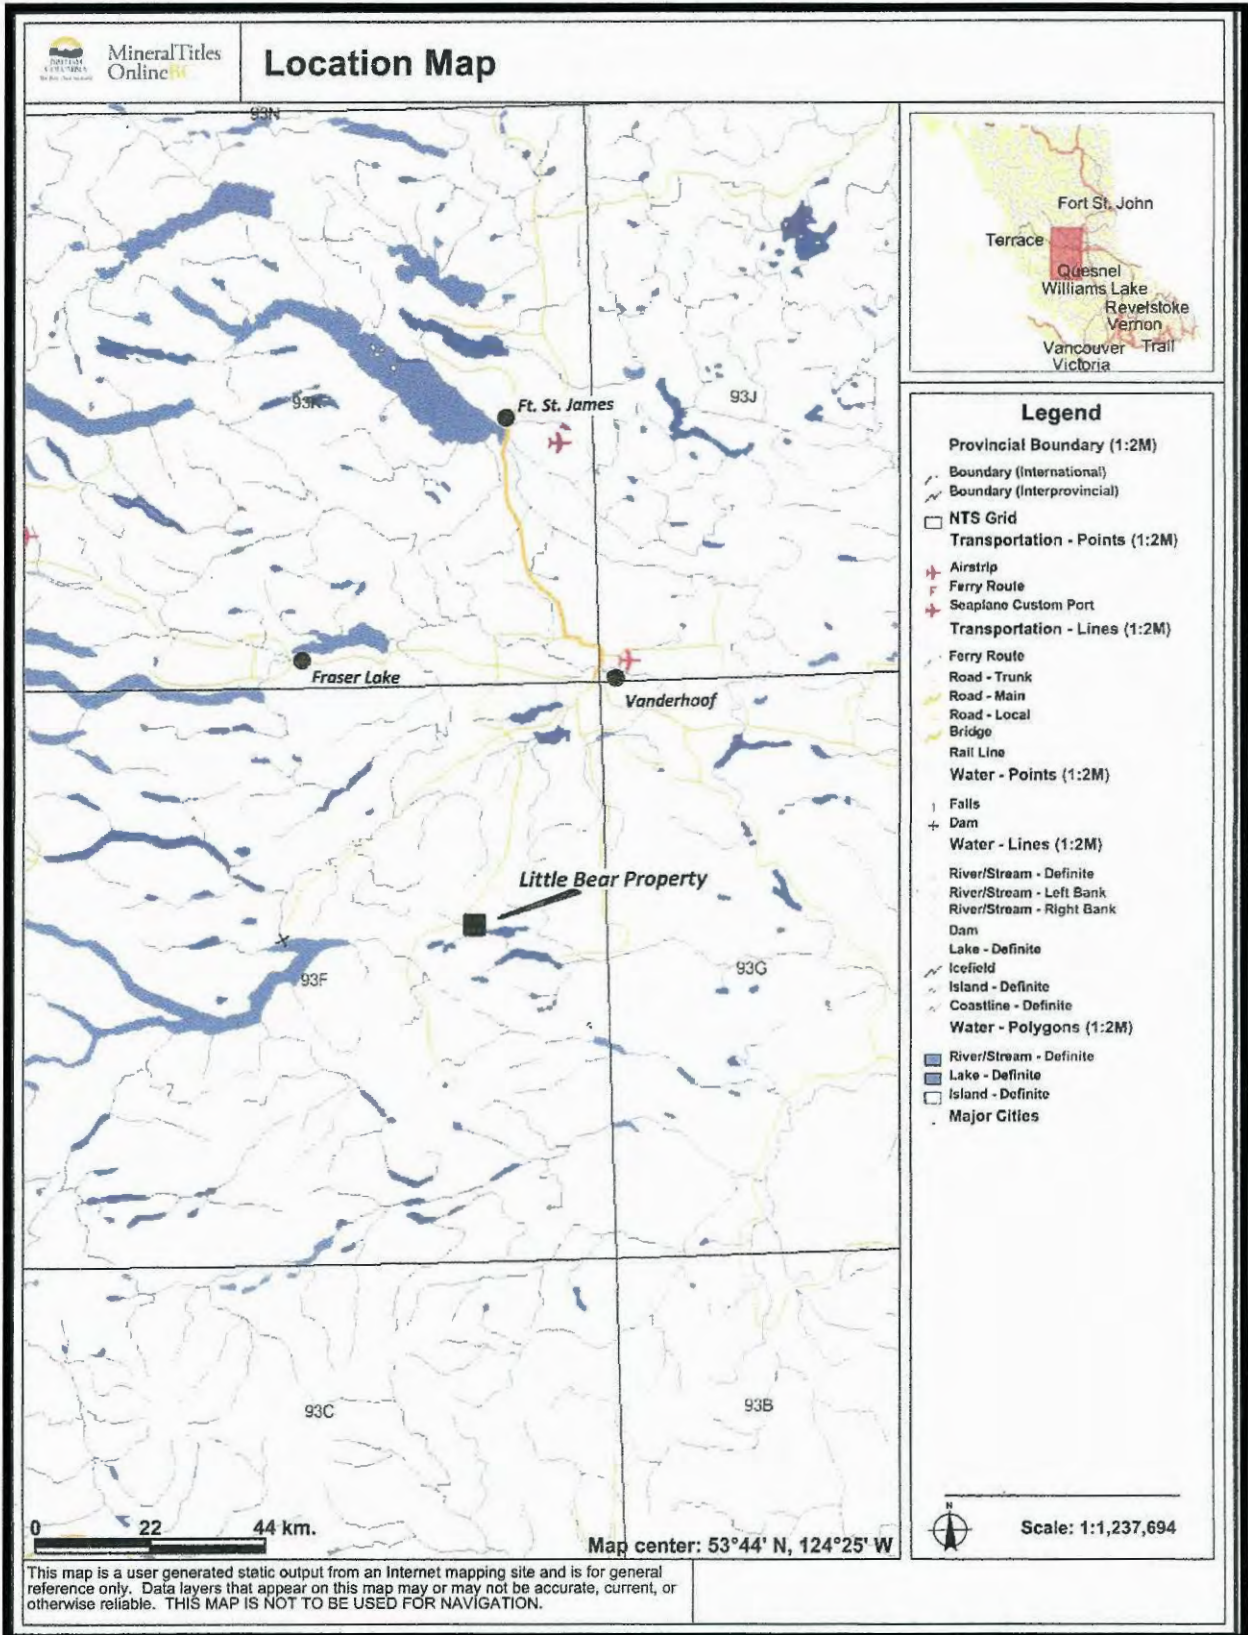 BRITISH
COLUMBIA
MineralTitles
OnlineBC
Location Map
93N
93K
Ft. St. James
93J
Fraser Lake
Vanderhoof
Little Bear Property
93F
93G
93C
93B
0 22 44 km.
Map center: 53°44' N, 124°25' W
Fort St. John
Terrace
Quesnel
Williams Lake
Revelstoke
Vernon
Vancouver Trail
Victoria
Legend
Provincial Boundary (1:2M)
Boundary (International)
Boundary (Interprovincial)
NTS Grid
Transportation - Points (1:2M)
Airstrip
F Ferry Route
Seaplane Custom Port
Transportation - Lines (1:2M)
Ferry Route
Road - Trunk
Road - Main
Road - Local
Bridge
Rail Line
Water - Points (1:2M)
Falls
Dam
Water - Lines (1:2M)
River/Stream - Definite
River/Stream - Left Bank
River/Stream - Right Bank
Dam
Lake - Definite
Icefield
Island - Definite
Coastline - Definite
Water - Polygons (1:2M)
River/Stream - Definite
Lake - Definite
Island - Definite
Major Cities
N
Scale: 1:1,237,694
This map is a user generated static output from an Internet mapping site and is for general
reference only. Data layers that appear on this map may or may not be accurate, current, or
otherwise reliable. THIS MAP IS NOT TO BE USED FOR NAVIGATION.